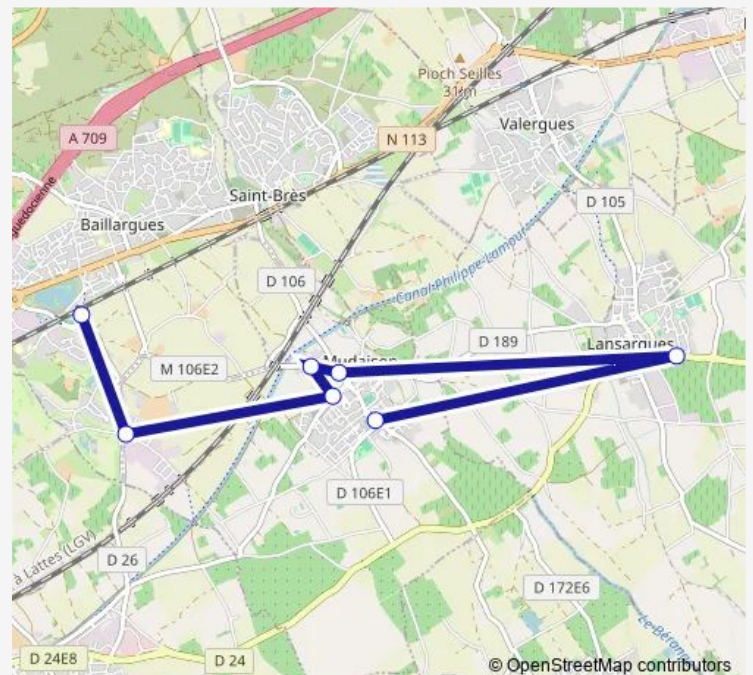 Pioch Seilles
31 m
A 709
N 113
Valergues
Saint-Brès
D 105
Baillargues
D 106
Canal Philippe-Lamour
D 189
Lansargues
Mudaison
M 106E2
D 106E1
à Lattes (LGV)
D 26
D 172E6
D 24E8
D 24
© OpenStreetMap contributors